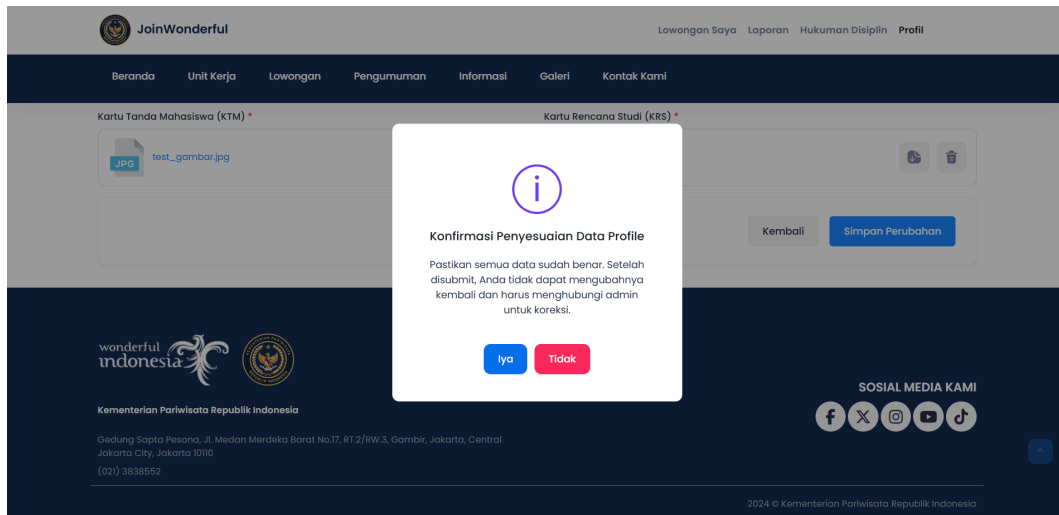 JoinWonderful
Lowongan Saya Laporan Hukuman Disiplin Profil
Beranda Unit Kerja Lowongan Pengumuman Informasi Galeri Kontak Kami
Kartu Tanda Mahasiswa (KTM) *
Kartu Rencana Studi (KRS) *
JPG
test_gambar.jpg
Konfirmasi Penyesuaian Data Profile
Pastikan semua data sudah benar. Setelah
disubmit, Anda tidak dapat mengubahnya
kembali dan harus menghubungi admin
untuk koreksi.
Iya Tidak
Kembali Simpan Perubahan
wonderful
indonesia
Kementerian Pariwisata Republik Indonesia
Gedung Sapta Pesona, Jl. Medan Merdeka Barat No.17, RT.2/RW.3, Gambir, Jakarta, Central
Jakarta City, Jakarta 10110
(021) 3838552
SOSIAL MEDIA KAMI
2024 © Kementerian Pariwisata Republik Indonesia